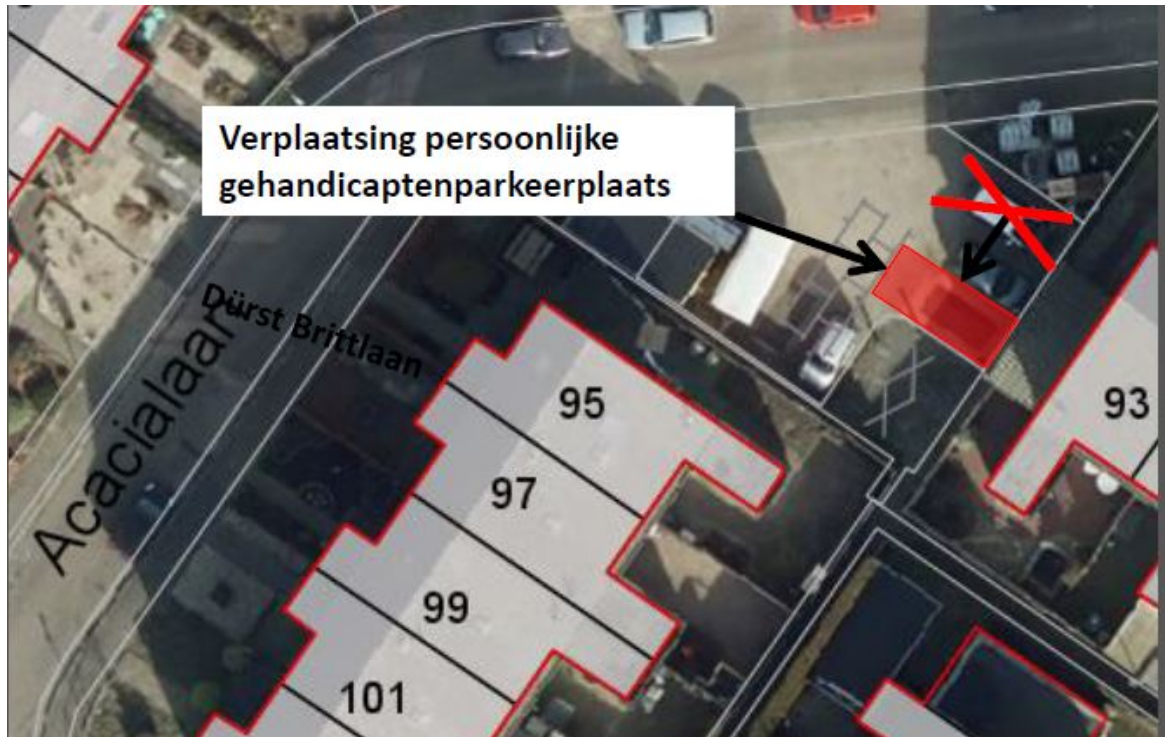 Verplaatsing persoonlijke
gehandicaptenparkeerplaats
Dürst Brittlaan
Acacialaan
95
93
97
99
101